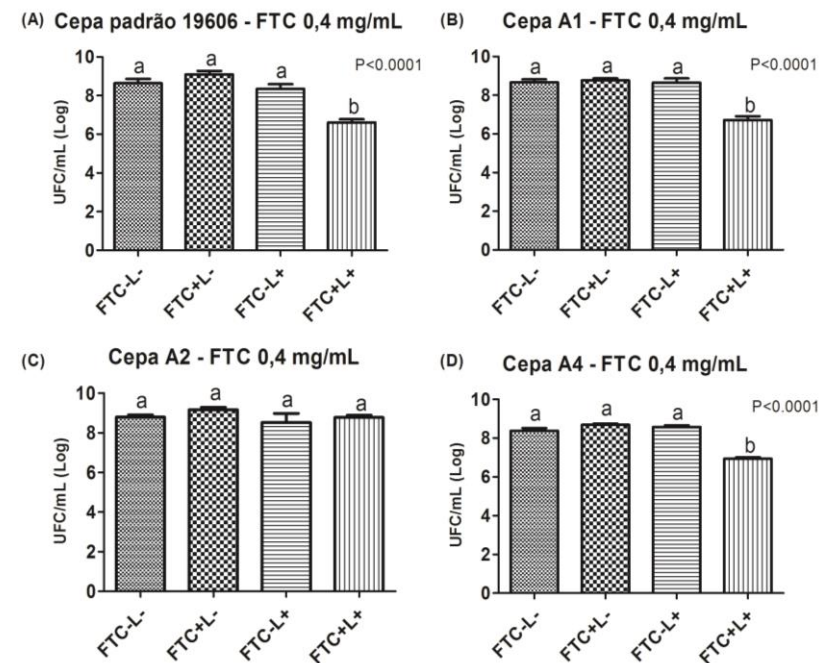 (A) Cepa padrão 19606 - FTC 0,4 mg/mL
P<0.0001
UFC/mL (Log)
10
8
6
4
2
0
a
a
a
b
FTC-L-
FTC+L-
FTC-L+
FTC+L+
(B) Cepa A1 - FTC 0,4 mg/mL
P<0.0001
UFC/mL (Log)
10
8
6
4
2
0
a
a
a
b
FTC-L-
FTC+L-
FTC-L+
FTC+L+
(C) Cepa A2 - FTC 0,4 mg/mL
UFC/mL (Log)
10
8
6
4
2
0
a
a
a
a
FTC-L-
FTC+L-
FTC-L+
FTC+L+
(D) Cepa A4 - FTC 0,4 mg/mL
P<0.0001
UFC/mL (Log)
10
8
6
4
2
0
a
a
a
b
FTC-L-
FTC+L-
FTC-L+
FTC+L+